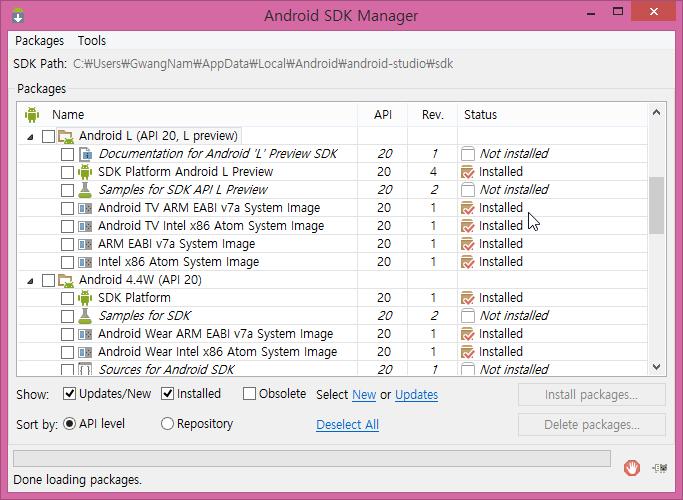 Android SDK Manager
Packages Tools
SDK Path: C:₩Users₩GwangNam₩AppData₩Local₩Android₩android-studio₩sdk
Packages
Name API Rev. Status
Android L (API 20, L preview)
Documentation for Android 'L' Preview SDK 20 1 Not installed
SDK Platform Android L Preview 20 4 Installed
Samples for SDK API L Preview 20 2 Not installed
Android TV ARM EABI v7a System Image 20 1 Installed
Android TV Intel x86 Atom System Image 20 1 Installed
ARM EABI v7a System Image 20 1 Installed
Intel x86 Atom System Image 20 1 Installed
Android 4.4W (API 20)
SDK Platform 20 1 Installed
Samples for SDK 20 2 Not installed
Android Wear ARM EABI v7a System Image 20 1 Installed
Android Wear Intel x86 Atom System Image 20 1 Installed
Sources for Android SDK 20 1 Not installed
Show: Updates/New Installed Obsolete Select New or Updates Install packages...
Sort by: API level Repository Deselect All Delete packages...
Done loading packages.